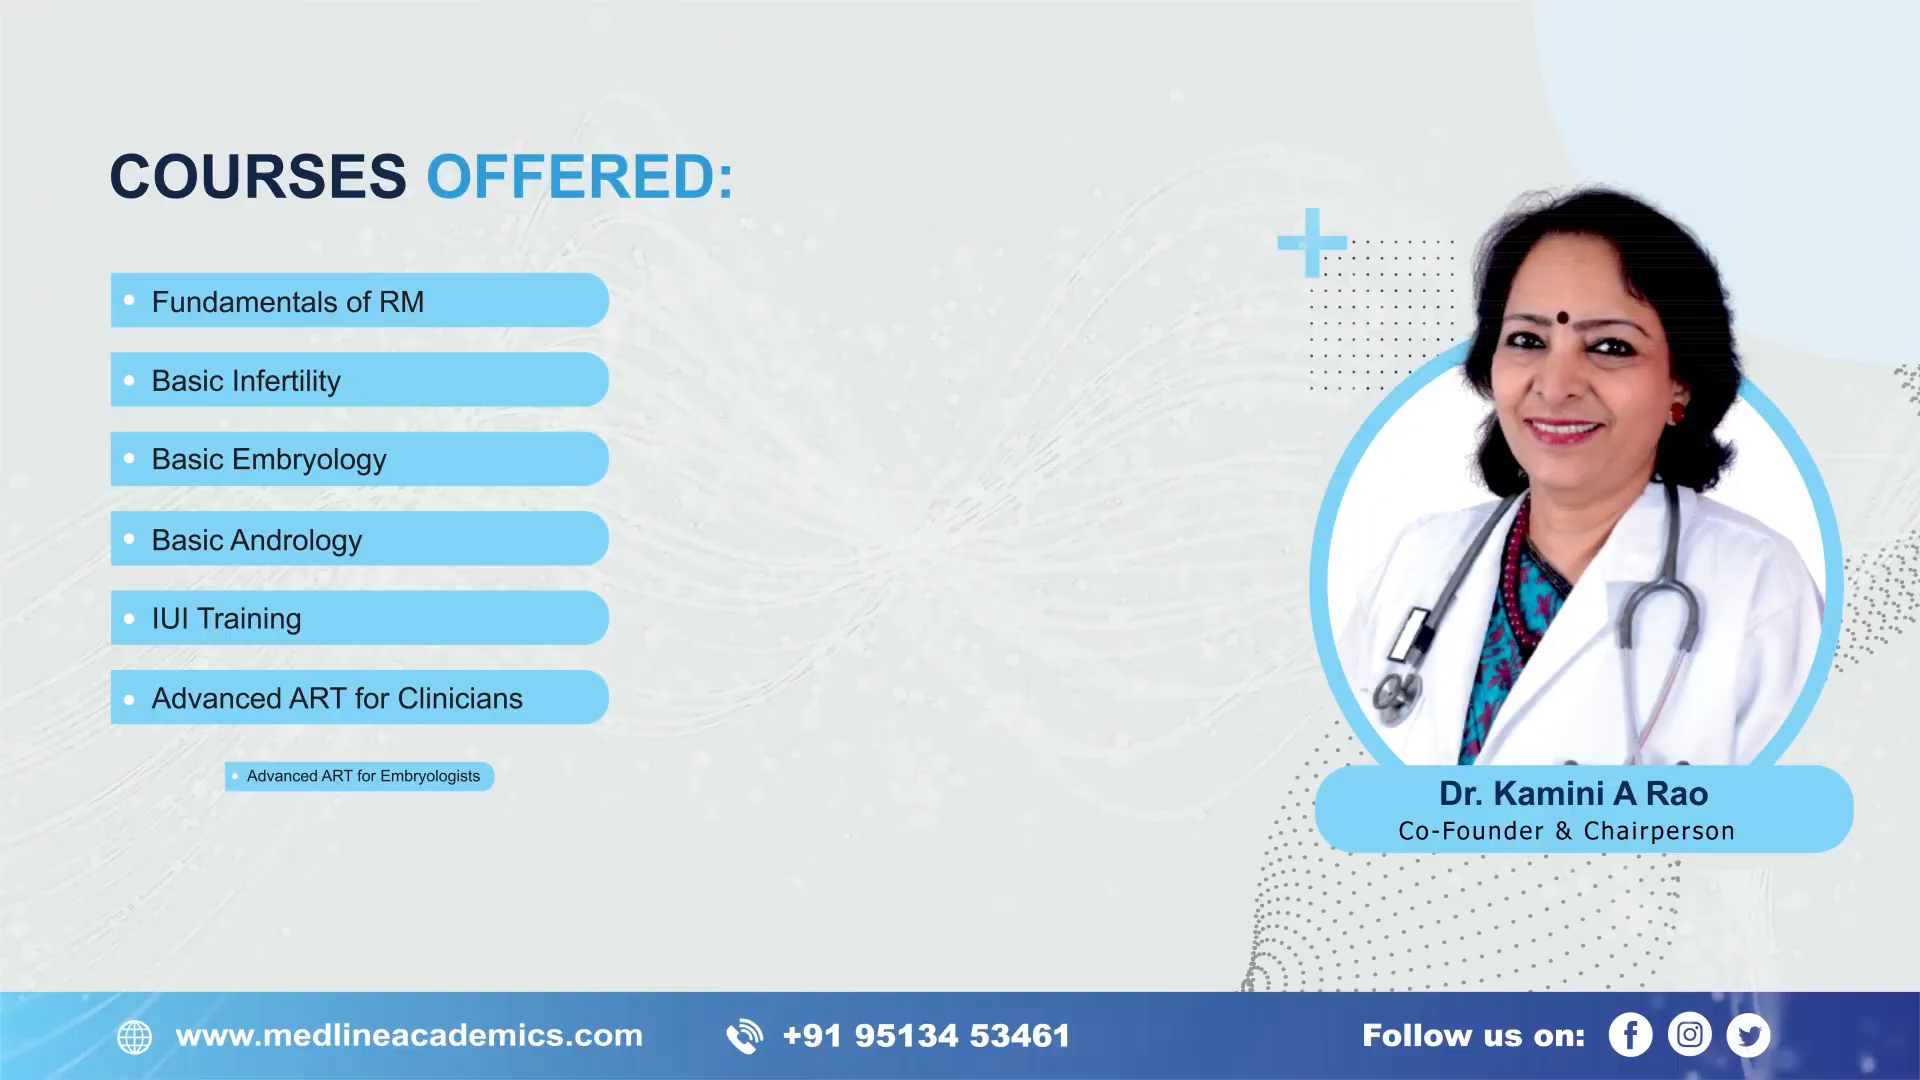 COURSES OFFERED:
Fundamentals of RM
Basic Infertility
Basic Embryology
Basic Andrology
IUI Training
Advanced ART for Clinicians
Advanced ART for Embryologists
Dr. Kamini A Rao
Co-Founder & Chairperson
www.medlineacademics.com
+91 95134 53461
Follow us on: